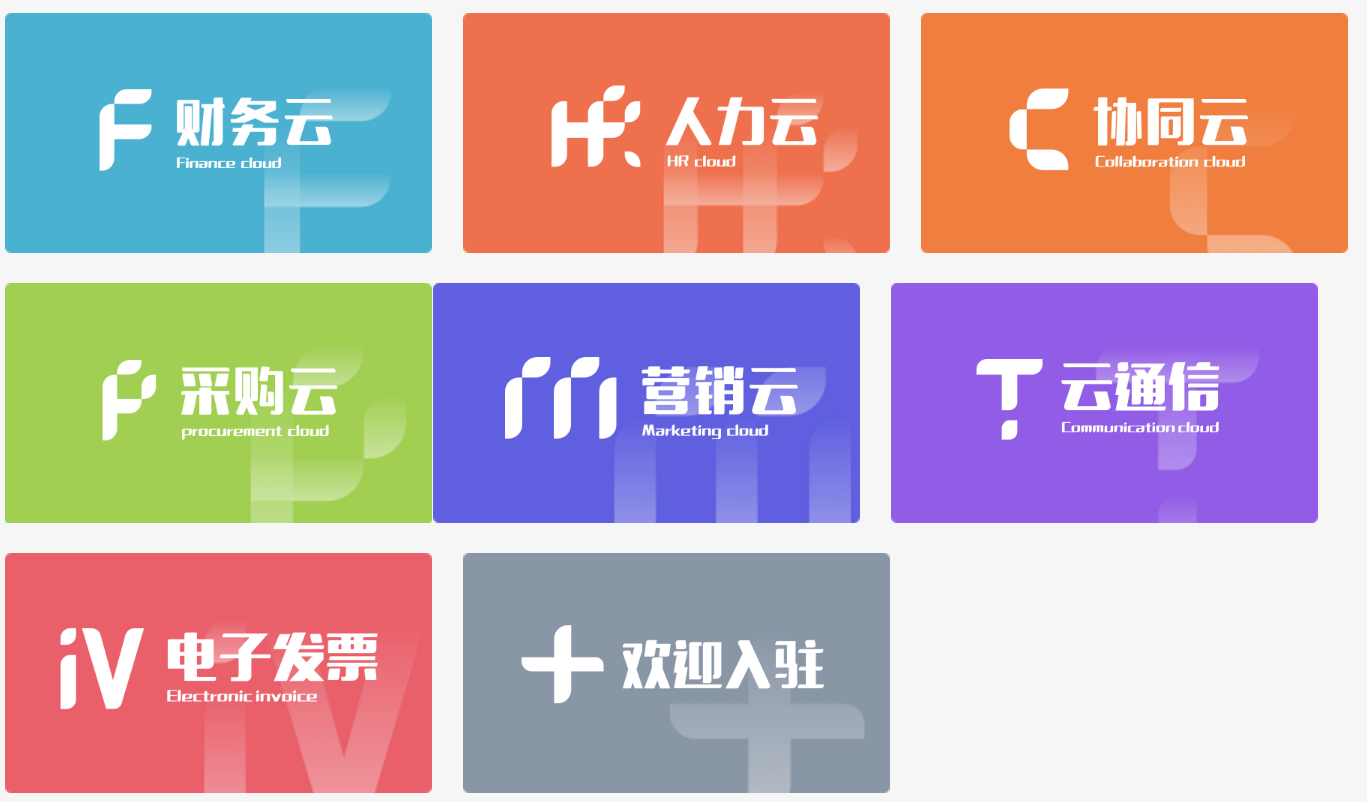 F
财务云
Finance cloud
HR
人力云
HR cloud
C
协同云
Collaboration cloud
P
采购云
procurement cloud
m
营销云
Marketing cloud
T
云通信
Communication cloud
iV
电子发票
Electronic invoice
欢迎入驻